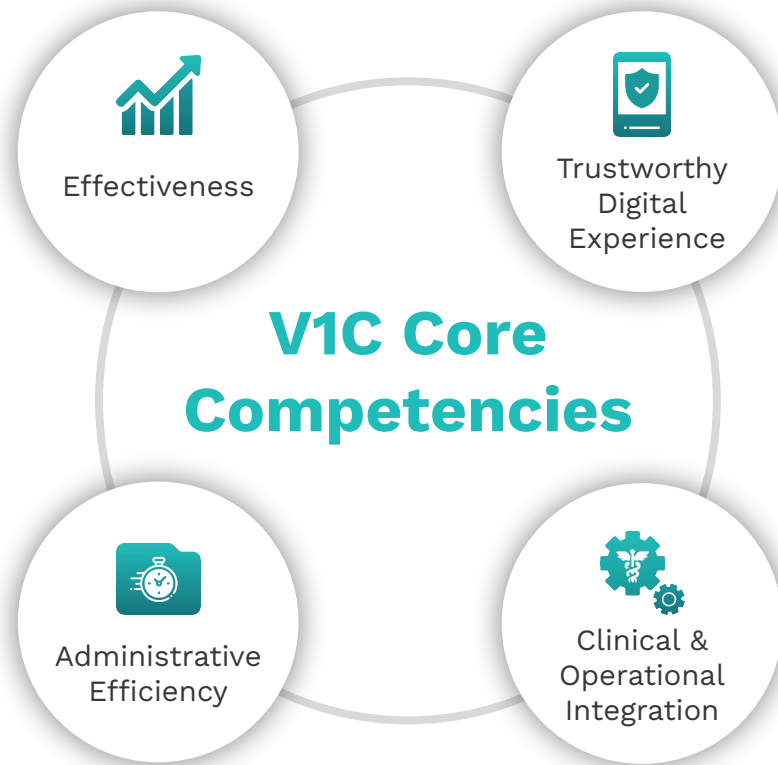 Effectiveness
Trustworthy
Digital
Experience
V1C Core
Competencies
Administrative
Efficiency
Clinical &
Operational
Integration